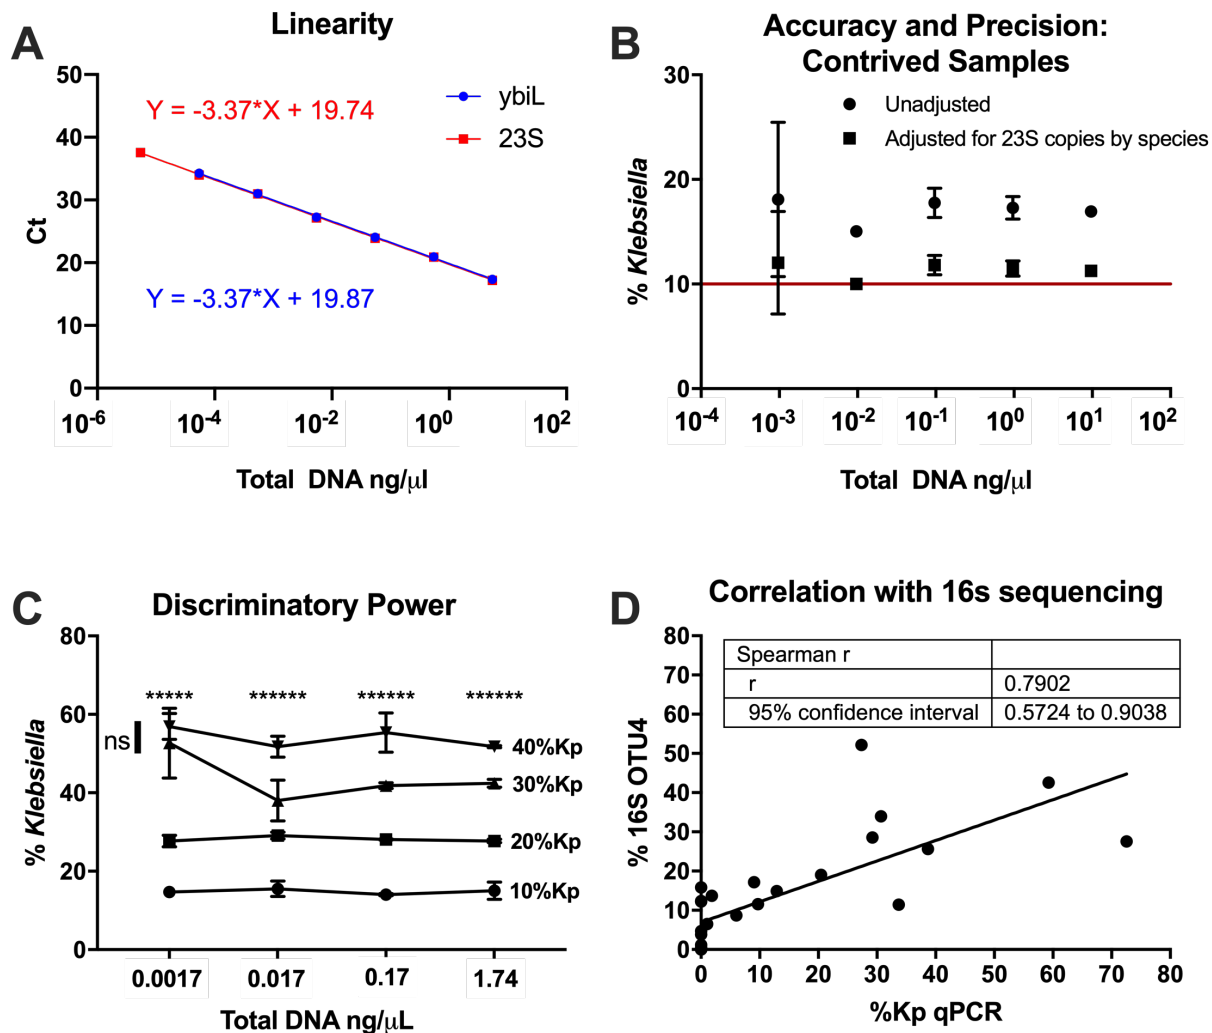 A
Linearity
50
40
30
20
10
0
Ct
Y = -3.37*X + 19.74
ybiL
23S
Y = -3.37*X + 19.87
10-6
10-4
10-2
100
102
Total DNA ng/μl
B
Accuracy and Precision:
Contrived Samples
30
20
10
0
% Klebsiella
Unadjusted
Adjusted for 23S copies by species
10-4
10-3
10-2
10-1
100
101
102
Total DNA ng/μl
C
Discriminatory Power
80
60
40
20
0
% Klebsiella
***** ****** ****** ******
ns
40%Kp
30%Kp
20%Kp
10%Kp
0.0017
0.017
0.17
1.74
Total DNA ng/μL
D
Correlation with 16s sequencing
80
70
60
50
40
30
20
10
0
% 16S OTU4
Spearman r
r 0.7902
95% confidence interval 0.5724 to 0.9038
0 10 20 30 40 50 60 70 80
%Kp qPCR